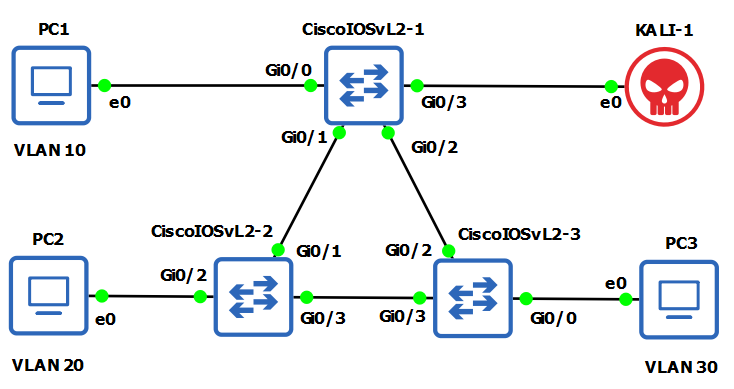 PC1
CiscoIOSvL2-1
KALI-1
Gi0/0
e0
Gi0/3
e0
VLAN 10
Gi0/1
Gi0/2
PC2
CiscoIOSvL2-2
CiscoIOSvL2-3
PC3
Gi0/1
Gi0/2
Gi0/2
e0
e0
Gi0/3
Gi0/3
Gi0/0
VLAN 20
VLAN 30